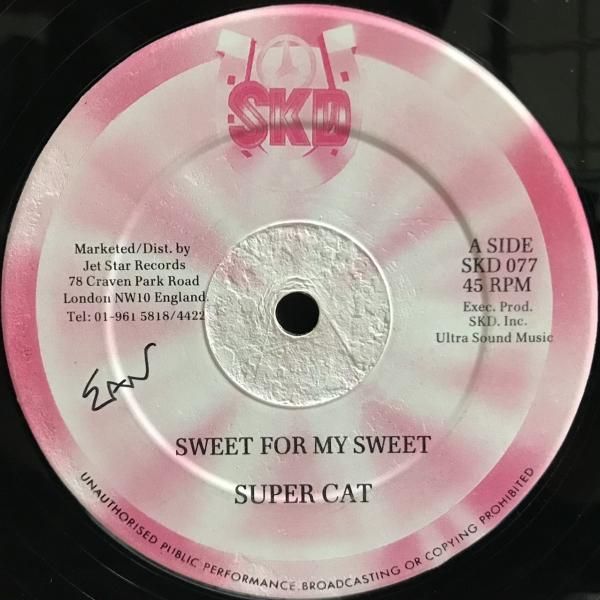 SKD
Marketed/Dist. by
Jet Star Records
78 Craven Park Road
London NW10 England.
Tel: 01-961 5818/4422
A SIDE
SKD 077
45 RPM
Exec. Prod.
SKD. Inc.
Ultra Sound Music
SWEET FOR MY SWEET
SUPER CAT
UNAUTHORISED PUBLIC PERFORMANCE. BROADCASTING OR COPYING PROHIBITED